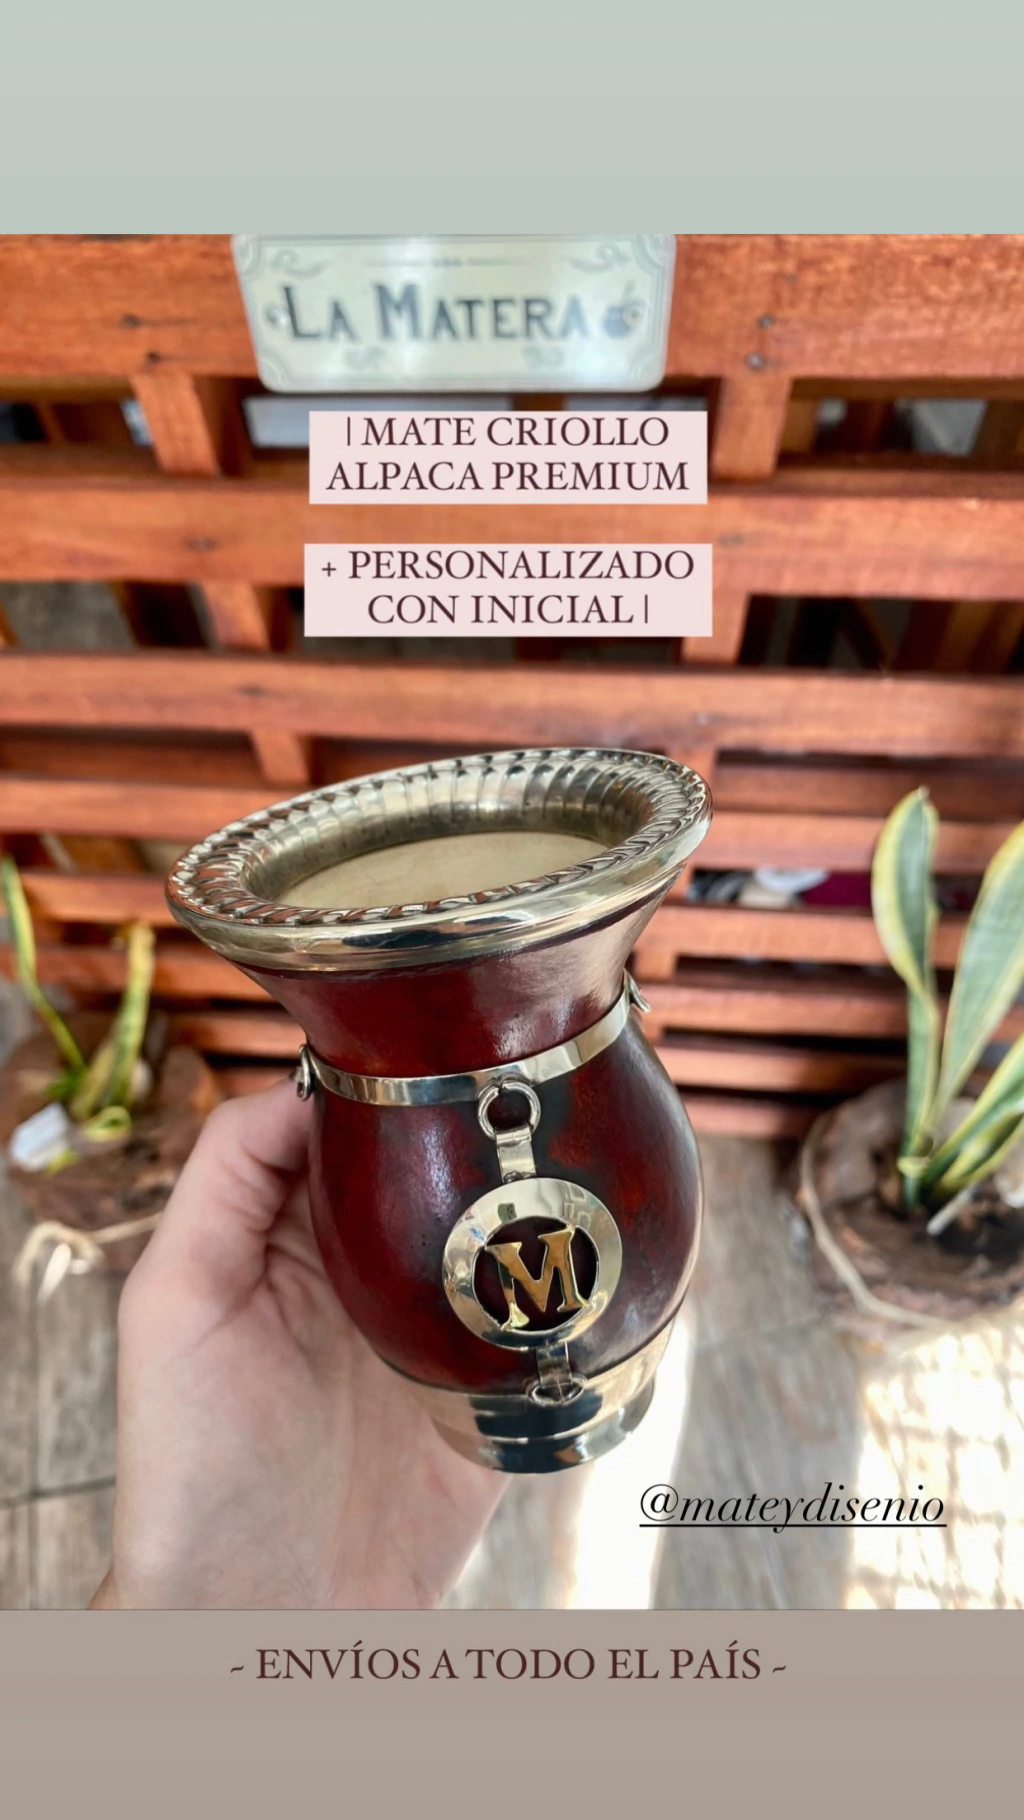 LA MATERA
| MATE CRIOLLO
ALPACA PREMIUM
+ PERSONALIZADO
CON INICIAL |
M
@mateydisenio
~ ENVÍOS A TODO EL PAÍS ~